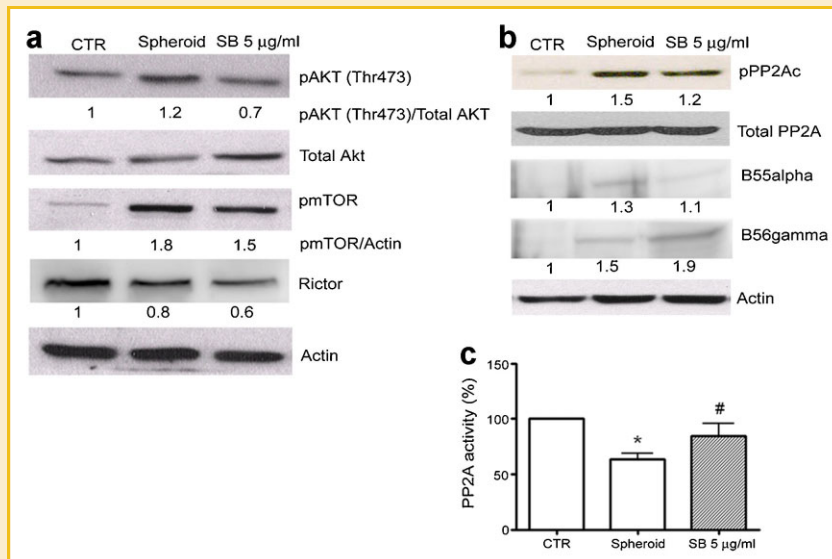 a
CTR Spheroid SB 5 μg/ml
pAKT (Thr473)
1 1.2 0.7 pAKT (Thr473)/Total AKT
Total Akt
pmTOR
1 1.8 1.5 pmTOR/Actin
Rictor
1 0.8 0.6
Actin
b
CTR Spheroid SB 5 μg/ml
pPP2Ac
1 1.5 1.2
Total PP2A
B55alpha
1 1.3 1.1
B56gamma
1 1.5 1.9
Actin
c
PP2A activity (%)
150
100
50
0
*
#
CTR Spheroid SB 5 μg/ml